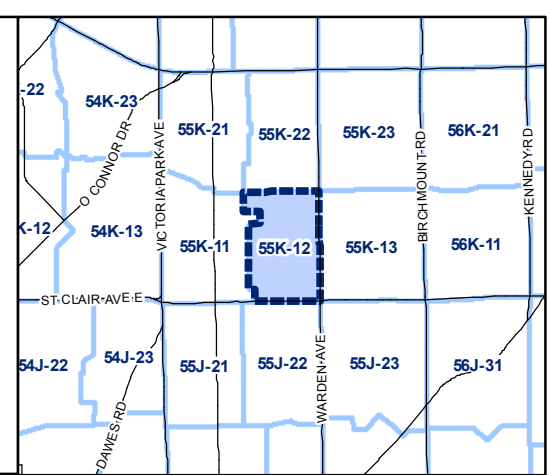 -22
54K-23
55K-21
55K-22
55K-23
56K-21
O CONNOR DR
VICTORIA PARK AVE
BIRCHMOUNT RD
KENNEDY RD
K-12
54K-13
55K-11
55K-12
55K-13
56K-11
ST CLAIR AVE E
54J-22
54J-23
55J-21
55J-22
55J-23
56J-31
WARDEN AVE
DAWES RD